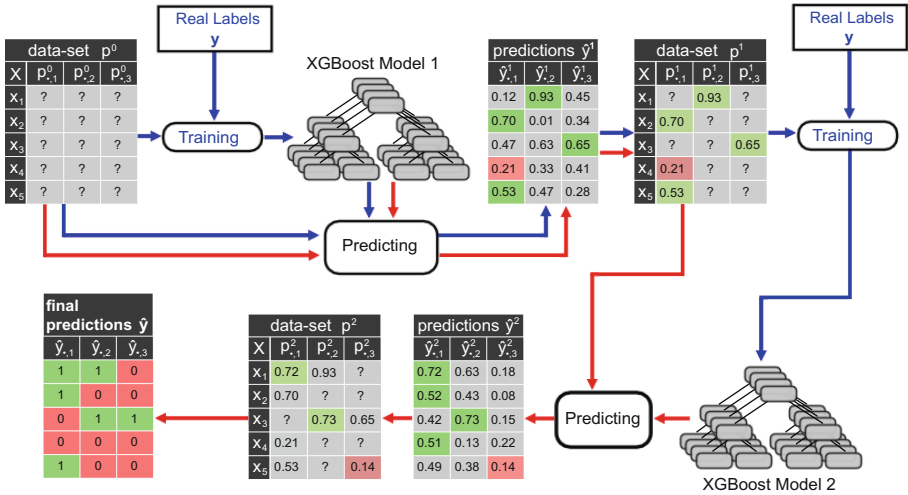 Real Labels
y
Real Labels
y
data-set p⁰
X p⁰•,1 p⁰•,2 p⁰•,3
x₁ ? ? ?
x₂ ? ? ?
x₃ ? ? ?
x₄ ? ? ?
x₅ ? ? ?
Training
XGBoost Model 1
Predicting
predictions ŷ¹
ŷ¹•,1 ŷ¹•,2 ŷ¹•,3
0.12 0.93 0.45
0.70 0.01 0.34
0.47 0.63 0.65
0.21 0.33 0.41
0.53 0.47 0.28
data-set p¹
X p¹•,1 p¹•,2 p¹•,3
x₁ ? 0.93 ?
x₂ 0.70 ? ?
x₃ ? ? 0.65
x₄ 0.21 ? ?
x₅ 0.53 ? ?
Training
final
predictions ŷ
ŷ•,1 ŷ•,2 ŷ•,3
1 1 0
1 0 0
0 1 1
0 0 0
1 0 0
data-set p²
X p²•,1 p²•,2 p²•,3
x₁ 0.72 0.93 ?
x₂ 0.70 ? ?
x₃ ? 0.73 0.65
x₄ 0.21 ? ?
x₅ 0.53 ? 0.14
predictions ŷ²
ŷ²•,1 ŷ²•,2 ŷ²•,3
0.72 0.63 0.18
0.52 0.43 0.08
0.42 0.73 0.15
0.51 0.13 0.22
0.49 0.38 0.14
Predicting
XGBoost Model 2